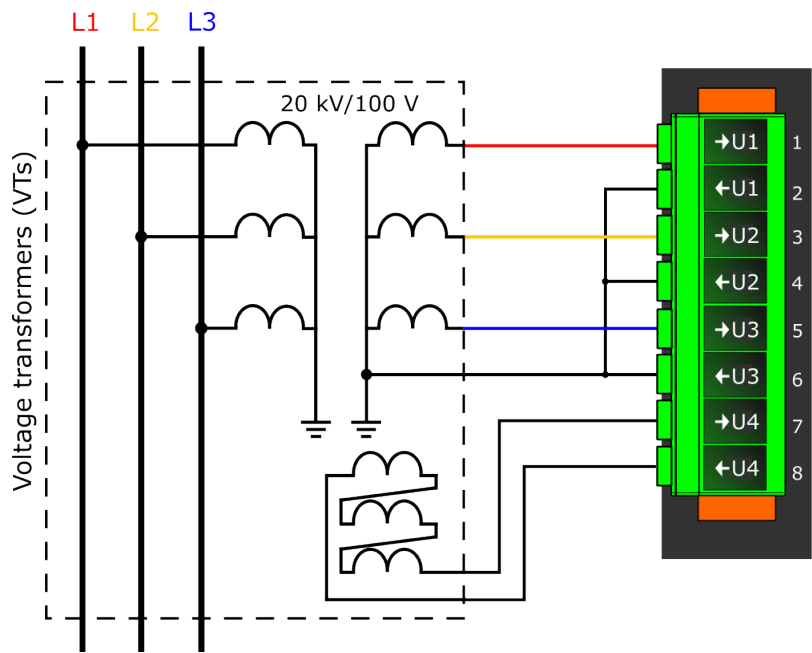 L1 L2 L3
20 kV/100 V
Voltage transformers (VTs)
→U1 1
←U1 2
→U2 3
←U2 4
→U3 5
←U3 6
→U4 7
←U4 8